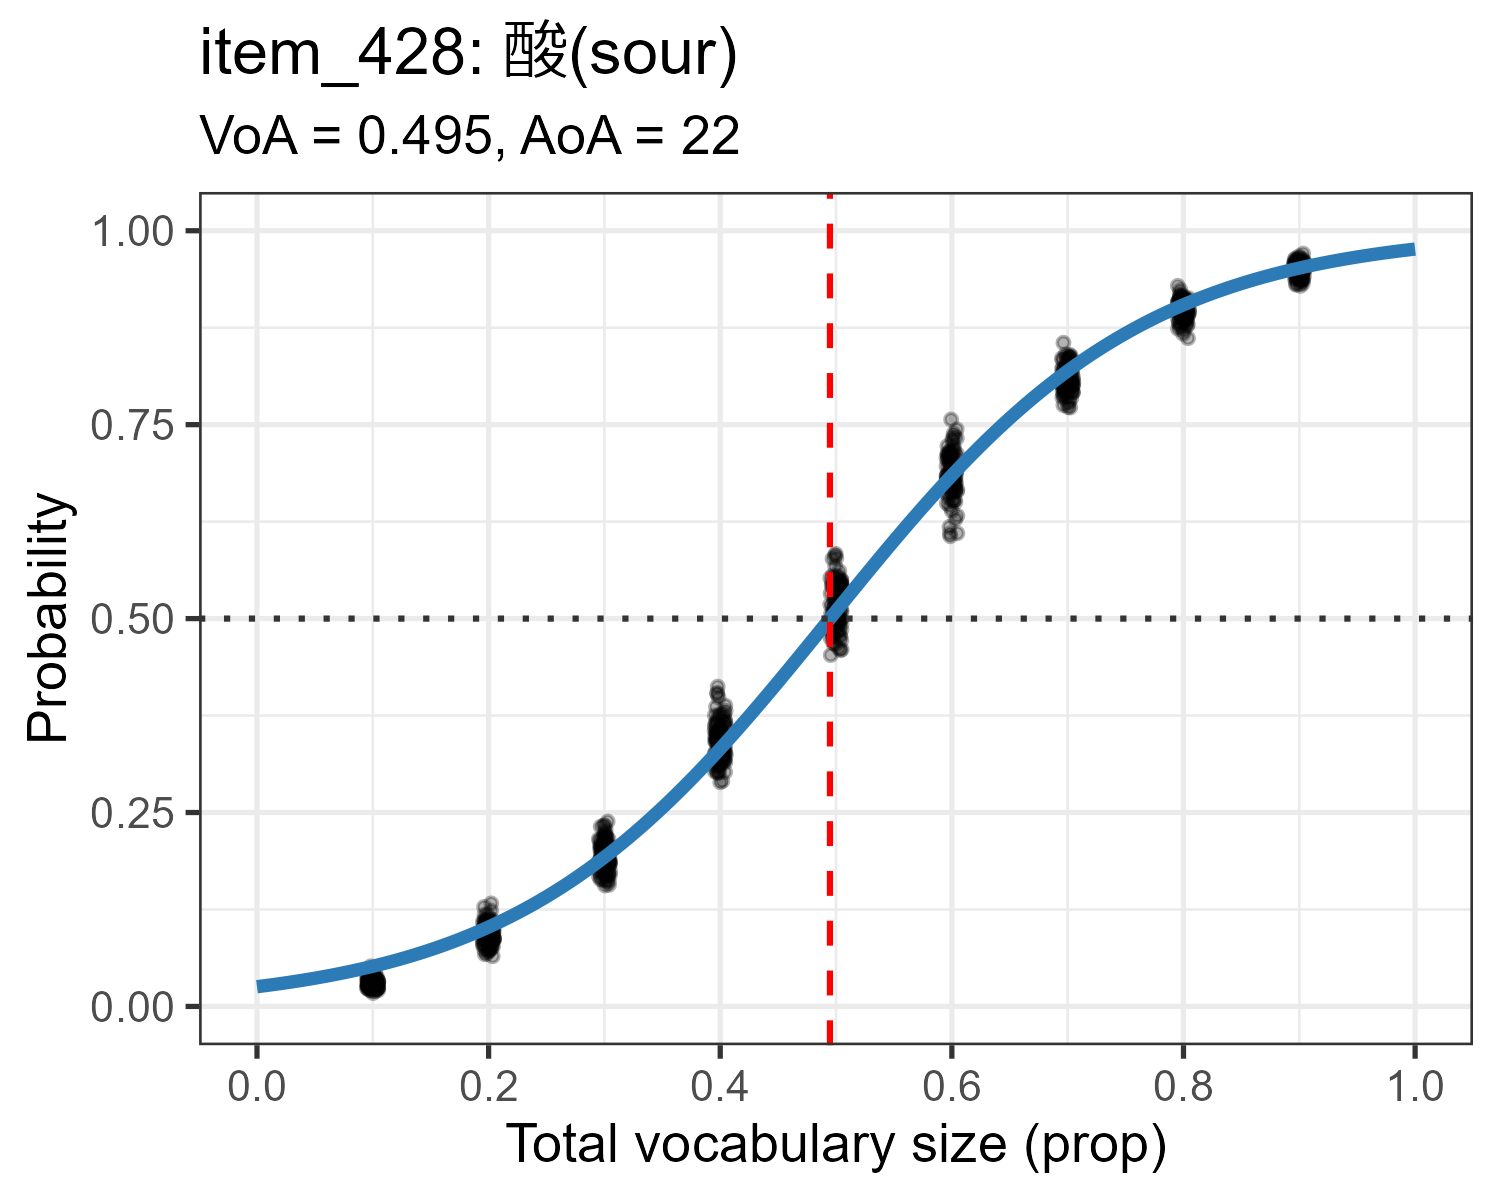 item_428: 酸(sour)
VoA = 0.495, AoA = 22
1.00
0.75
0.50
0.25
0.00
Probability
0.0 0.2 0.4 0.6 0.8 1.0
Total vocabulary size (prop)